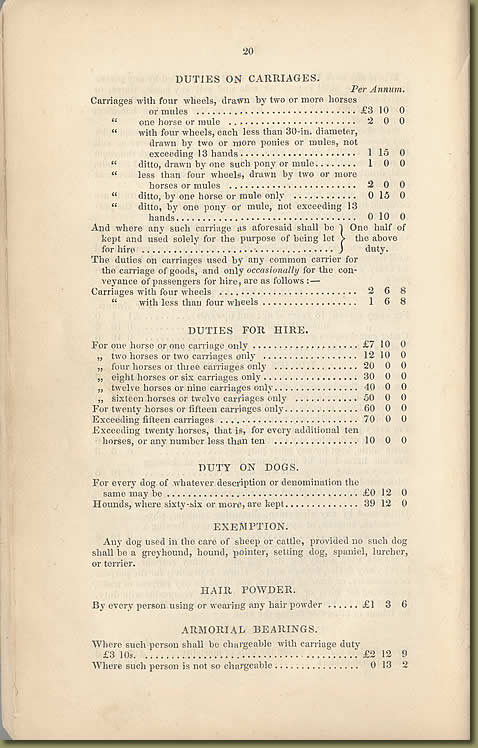 20
DUTIES ON CARRIAGES.
Per Annum.
Carriages with four wheels, drawn by two or more horses
or mules .............................. £3 10 0
“ one horse or mule ........................ 2 0 0
“ with four wheels, each less than 30-in. diameter,
drawn by two or more ponies or mules, not
exceeding 13 hands...................... 1 15 0
“ ditto, drawn by one such pony or mule........ 1 0 0
“ less than four wheels, drawn by two or more
horses or mules ........................ 2 0 0
“ ditto, by one horse or mule only ............ 0 15 0
“ ditto, by one pony or mule, not exceeding 13
hands.................................. 0 10 0
And where any such carriage as aforesaid shall be } One half of
kept and used solely for the purpose of being let } the above
for hire ...................................... } duty.
The duties on carriages used by any common carrier for
the carriage of goods, and only occasionally for the con-
veyance of passengers for hire, are as follows :—
Carriages with four wheels .......................... 2 6 8
“ with less than four wheels .................. 1 6 8
DUTIES FOR HIRE.
For one horse or one carriage only .................... £7 10 0
„ two horses or two carriages only .................. 12 10 0
„ four horses or three carriages only ................ 20 0 0
„ eight horses or six carriages only.................. 30 0 0
„ twelve horses or nine carriages only................ 40 0 0
„ sixteen horses or twelve carriages only ............ 50 0 0
For twenty horses or fifteen carriages only.............. 60 0 0
Exceeding fifteen carriages .......................... 70 0 0
Exceeding twenty horses, that is, for every additional ten
horses, or any number less than ten ................ 10 0 0
DUTY ON DOGS.
For every dog of whatever description or denomination the
same may be .................................... £0 12 0
Hounds, where sixty-six or more, are kept.............. 39 12 0
EXEMPTION.
Any dog used in the care of sheep or cattle, provided no such dog
shall be a greyhound, hound, pointer, setting dog, spaniel, lurcher,
or terrier.
HAIR POWDER.
By every person using or wearing any hair powder ...... £1 3 6
ARMORIAL BEARINGS.
Where such person shall be chargeable with carriage duty
£3 10s. ........................................ £2 12 9
Where such person is not so chargeable................ 0 13 2